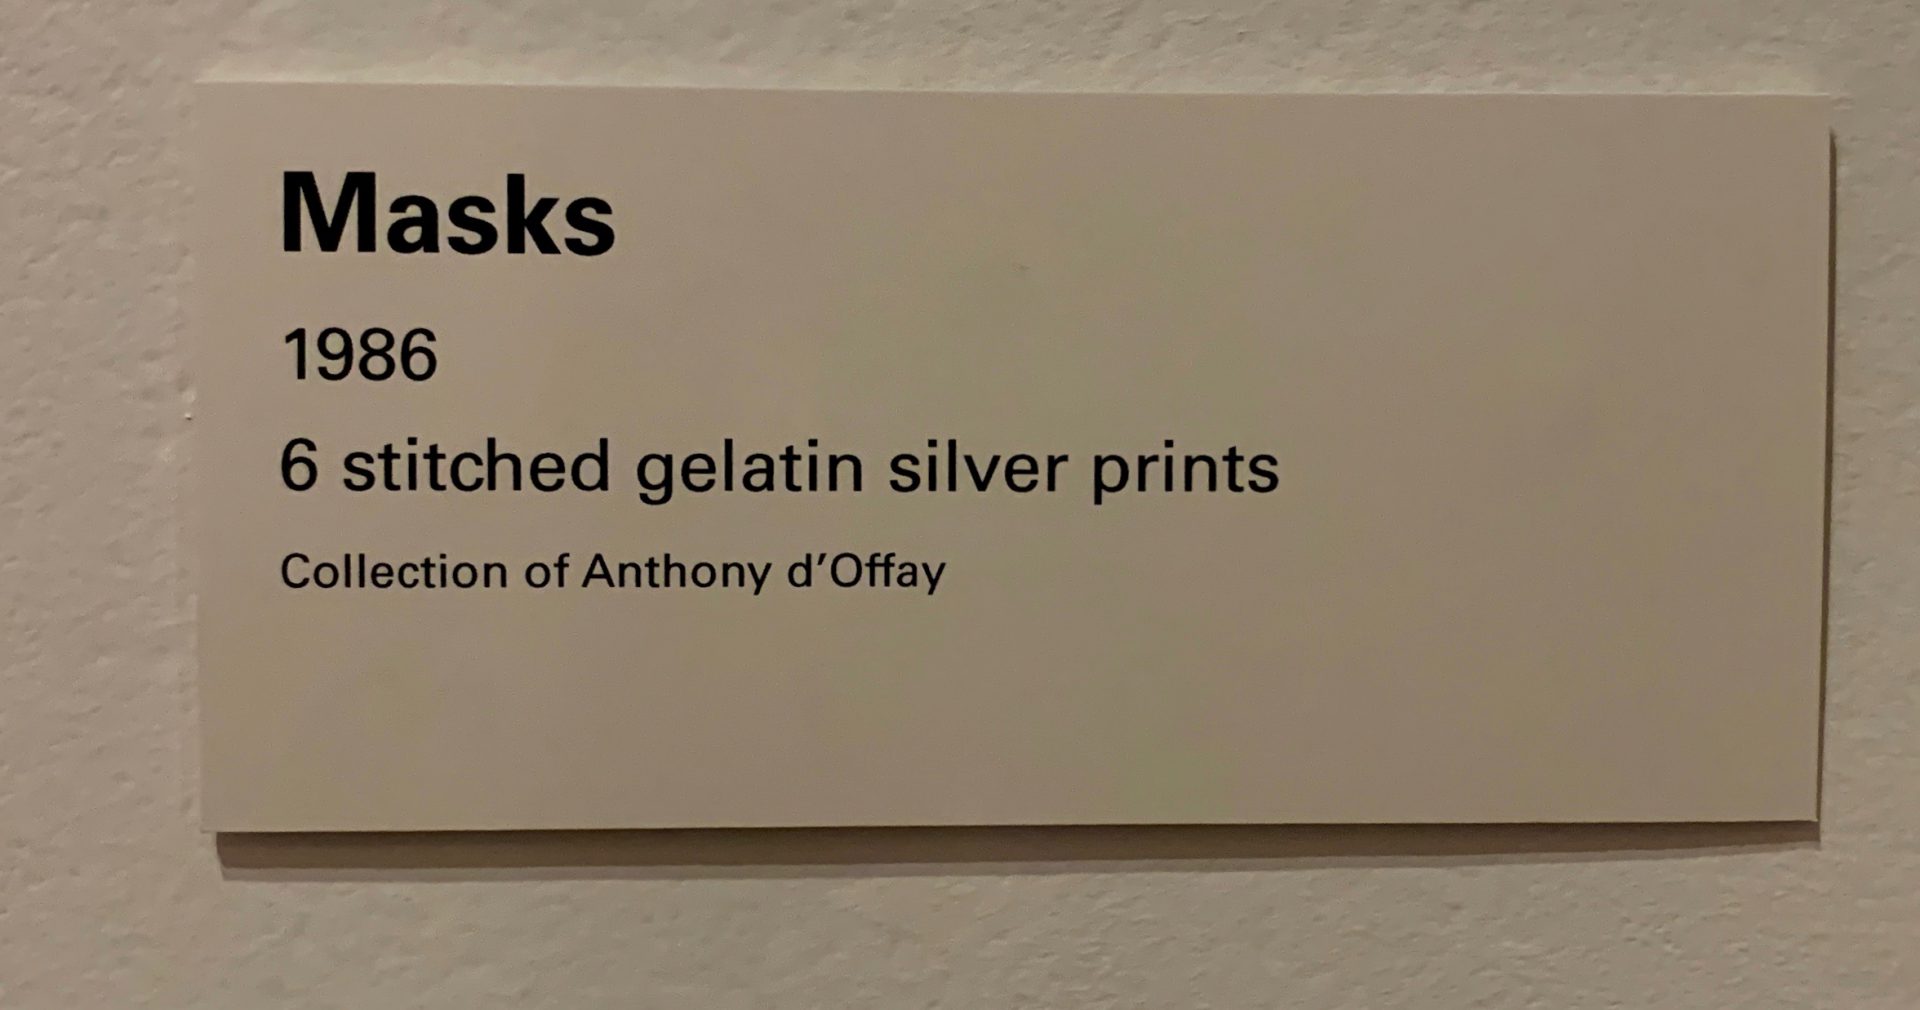 Masks
1986
6 stitched gelatin silver prints
Collection of Anthony d’Offay